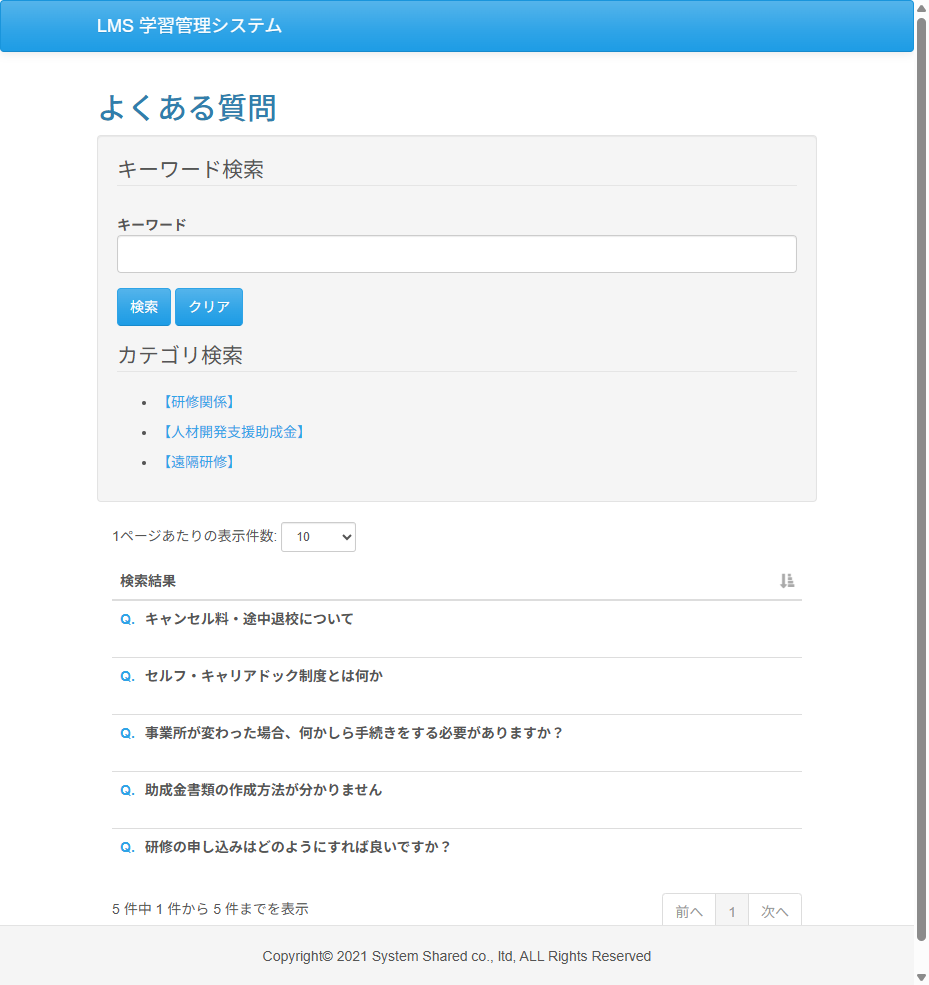 LMS 学習管理システム
よくある質問
キーワード検索
キーワード
検索 クリア
カテゴリ検索
【研修関係】
【人材開発支援助成金】
【遠隔研修】
1ページあたりの表示件数: 10
検索結果
Q. キャンセル料・途中退校について
Q. セルフ・キャリアドック制度とは何か
Q. 事業所が変わった場合、何かしら手続きをする必要がありますか？
Q. 助成金書類の作成方法が分かりません
Q. 研修の申し込みはどのようにすれば良いですか？
5 件中 1 件から 5 件までを表示 前へ 1 次へ
Copyright© 2021 System Shared co., ltd, ALL Rights Reserved